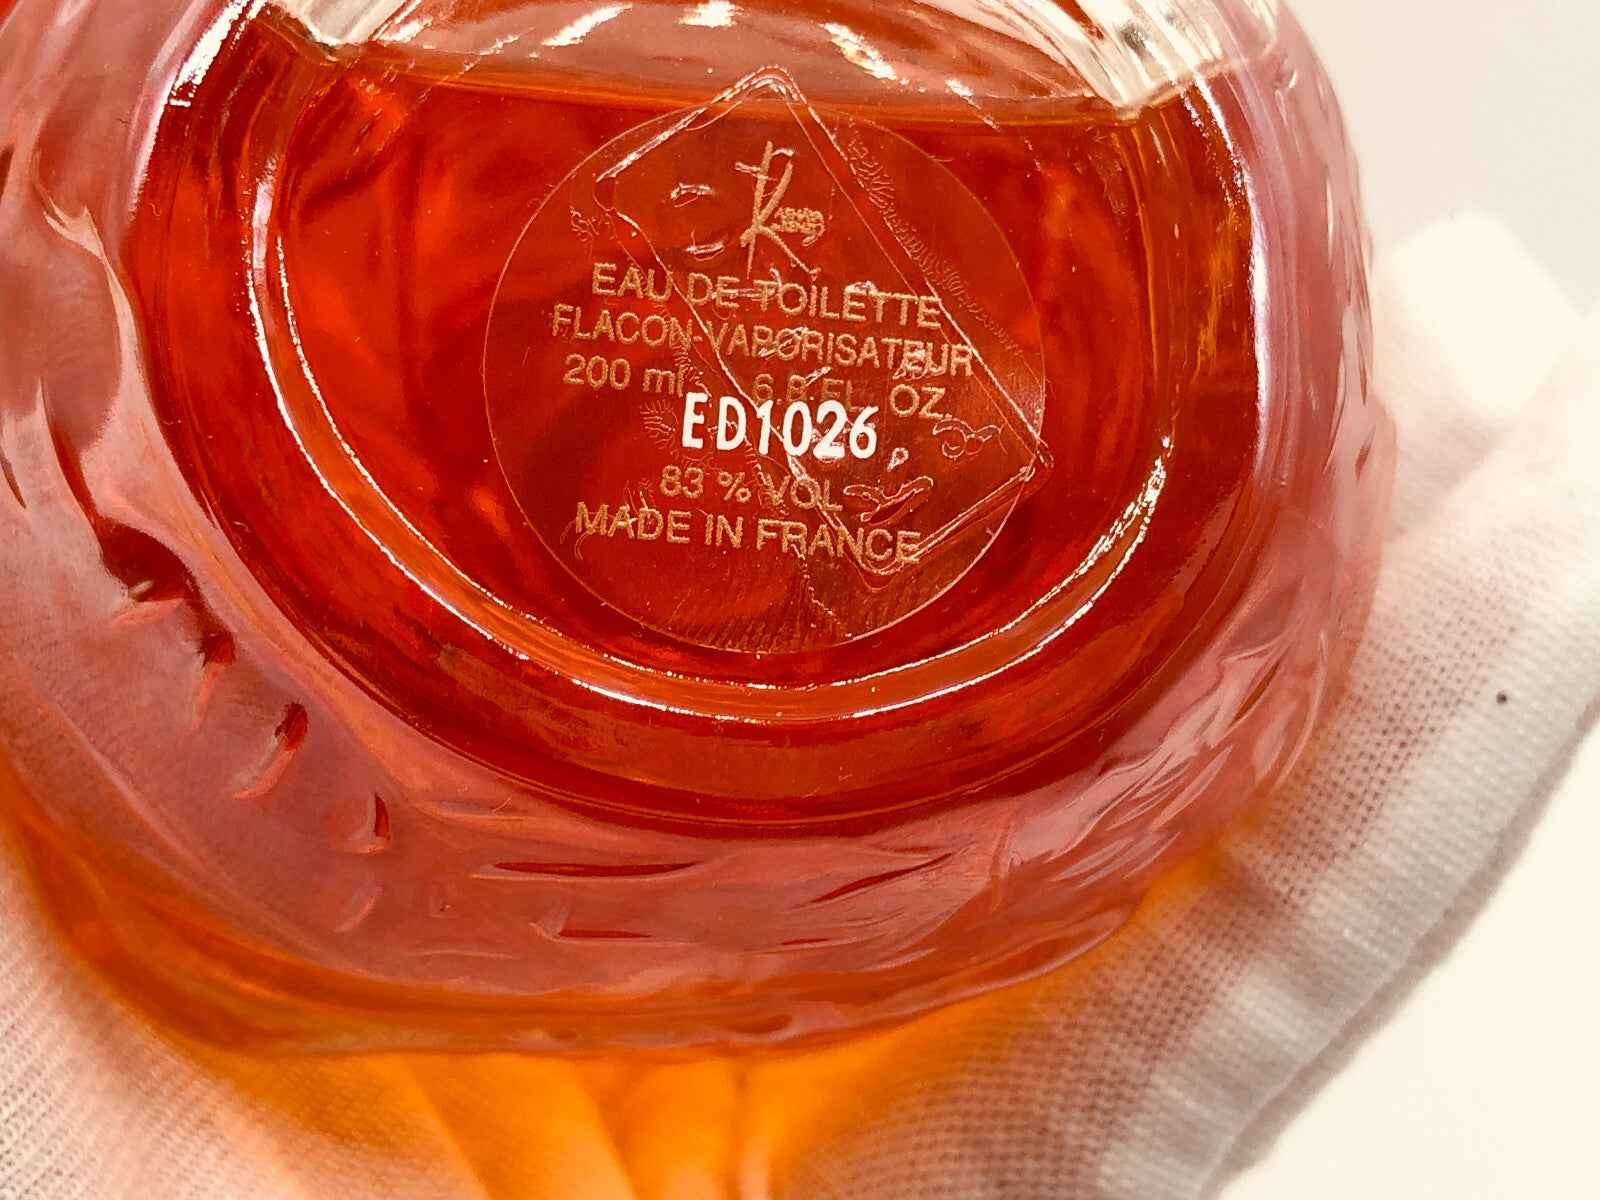 EAU DE TOILETTE
FLACON-VAPORISATEUR
200 ml 6.8 FL. OZ.
ED1026
83 % VOL
MADE IN FRANCE